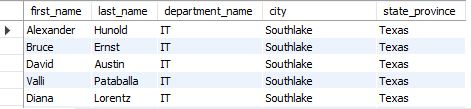 first_name last_name department_name city state_province
Alexander Hunold IT Southlake Texas
Bruce Ernst IT Southlake Texas
David Austin IT Southlake Texas
Valli Pataballa IT Southlake Texas
Diana Lorentz IT Southlake Texas